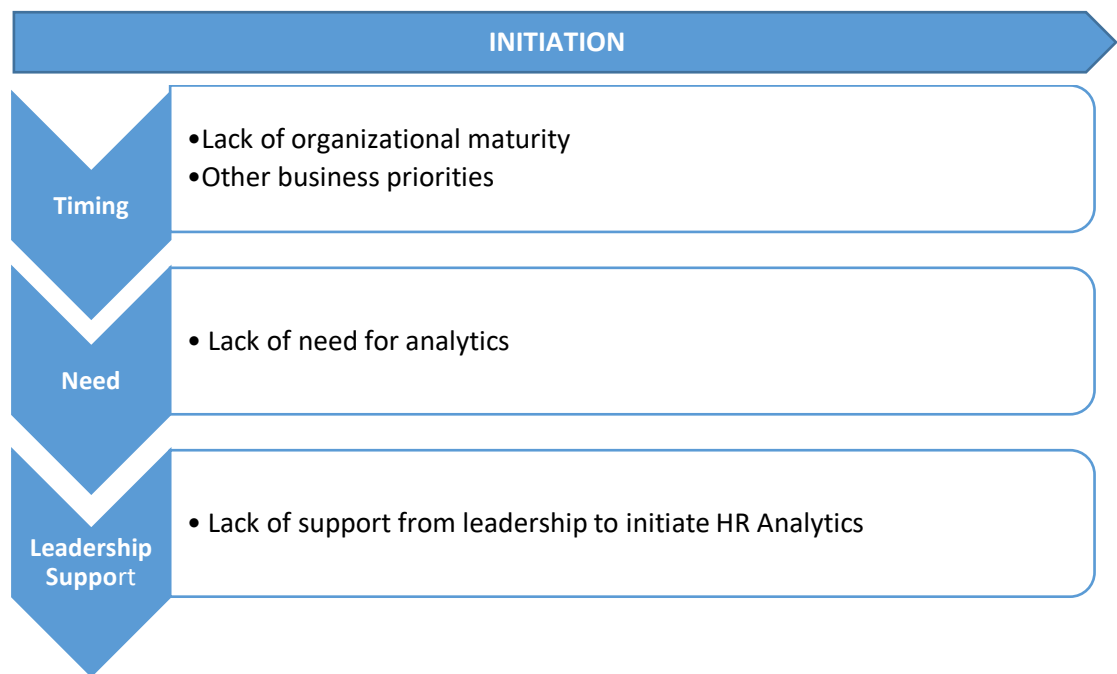 INITIATION
•Lack of organizational maturity
•Other business priorities
Timing
• Lack of need for analytics
Need
• Lack of support from leadership to initiate HR Analytics
Leadership
Support